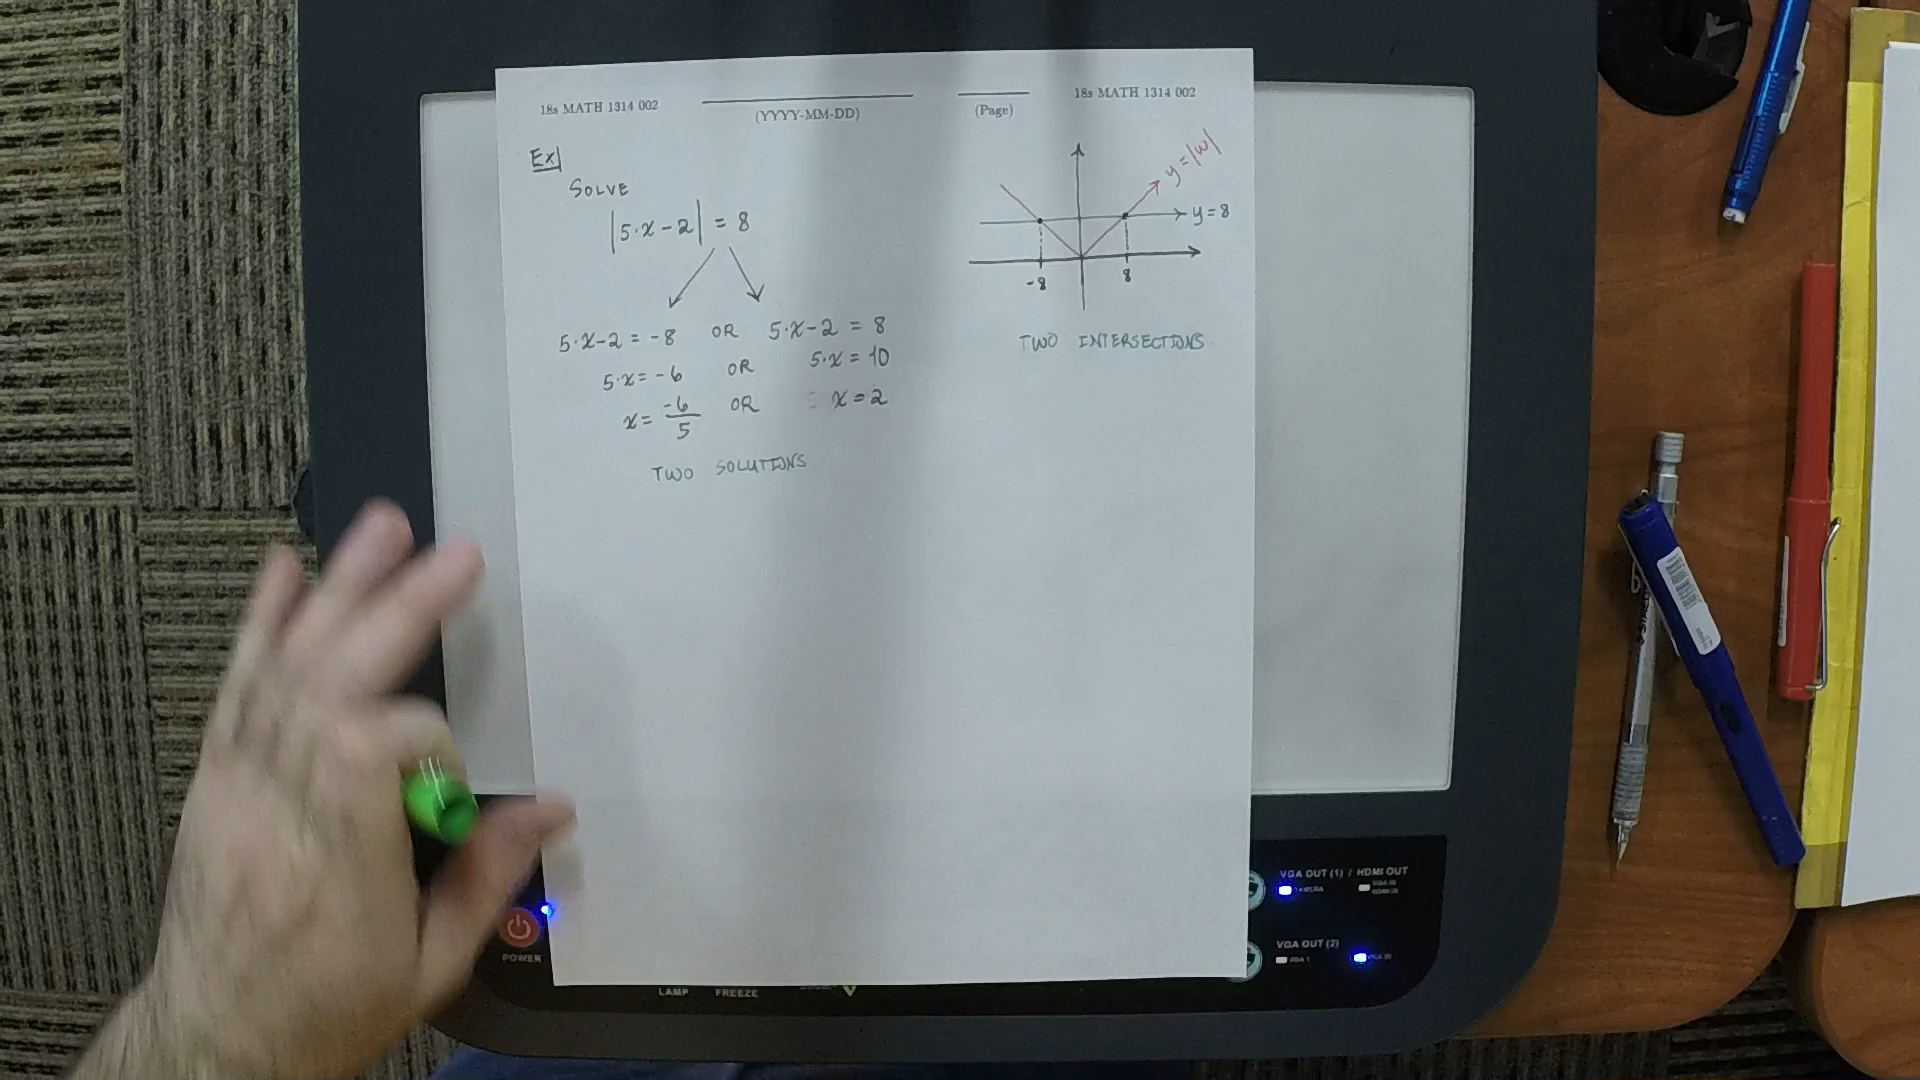 18s MATH 1314 002
(YYYY-MM-DD)
(Page)
18s MATH 1314 002
Ex|
SOLVE
|5·x-2| = 8
5·x-2 = -8 OR 5·x-2 = 8
5·x = -6 OR 5·x = 10
x = -6/5 OR x = 2
TWO SOLUTIONS
y=|w|
y=8
-8 8
TWO INTERSECTIONS
VGA OUT (1) / HDMI OUT
VGA OUT (2)
POWER
LAMP FREEZE